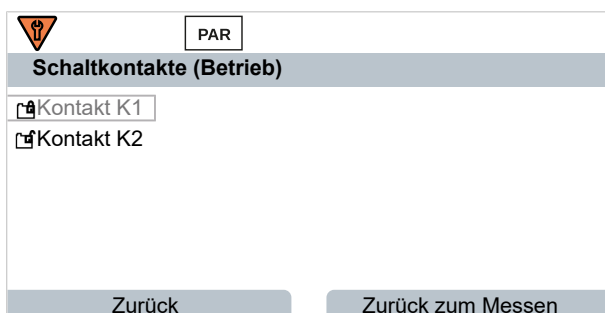 PAR
Schaltkontakte (Betrieb)
Kontakt K1
Kontakt K2
Zurück
Zurück zum Messen